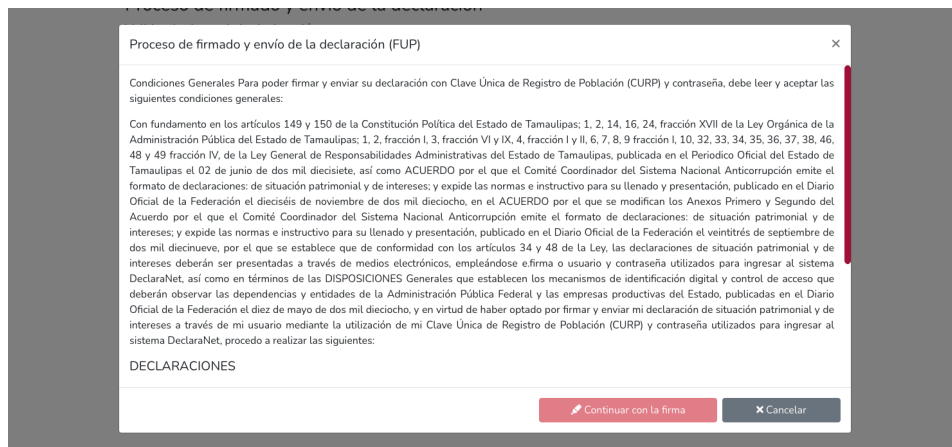 Proceso de firmado y envío de la declaración
Proceso de firmado y envío de la declaración (FUP)
×
Condiciones Generales Para poder firmar y enviar su declaración con Clave Única de Registro de Población (CURP) y contraseña, debe leer y aceptar las
siguientes condiciones generales:
Con fundamento en los artículos 149 y 150 de la Constitución Política del Estado de Tamaulipas; 1, 2, 14, 16, 24, fracción XVII de la Ley Orgánica de la
Administración Pública del Estado de Tamaulipas; 1, 2, fracción I, 3, fracción VI y IX, 4, fracción I y II, 6, 7, 8, 9 fracción I, 10, 32, 33, 34, 35, 36, 37, 38, 46,
48 y 49 fracción IV, de la Ley General de Responsabilidades Administrativas del Estado de Tamaulipas, publicada en el Periodico Oficial del Estado de
Tamaulipas el 02 de junio de dos mil diecisiete, así como ACUERDO por el que el Comité Coordinador del Sistema Nacional Anticorrupción emite el
formato de declaraciones: de situación patrimonial y de intereses; y expide las normas e instructivo para su llenado y presentación, publicado en el Diario
Oficial de la Federación el dieciséis de noviembre de dos mil dieciocho, en el ACUERDO por el que se modifican los Anexos Primero y Segundo del
Acuerdo por el que el Comité Coordinador del Sistema Nacional Anticorrupción emite el formato de declaraciones: de situación patrimonial y de
intereses; y expide las normas e instructivo para su llenado y presentación, publicado en el Diario Oficial de la Federación el veintitrés de septiembre de
dos mil diecinueve, por el que se establece que de conformidad con los artículos 34 y 48 de la Ley, las declaraciones de situación patrimonial y de
intereses deberán ser presentadas a través de medios electrónicos, empleándose e.firma o usuario y contraseña utilizados para ingresar al sistema
DeclaraNet, así como en términos de las DISPOSICIONES Generales que establecen los mecanismos de identificación digital y control de acceso que
deberán observar las dependencias y entidades de la Administración Pública Federal y las empresas productivas del Estado, publicadas en el Diario
Oficial de la Federación el diez de mayo de dos mil dieciocho, y en virtud de haber optado por firmar y enviar mi declaración de situación patrimonial y de
intereses a través de mi usuario mediante la utilización de mi Clave Única de Registro de Población (CURP) y contraseña utilizados para ingresar al
sistema DeclaraNet, procedo a realizar las siguientes:
DECLARACIONES
Continuar con la firma
Cancelar